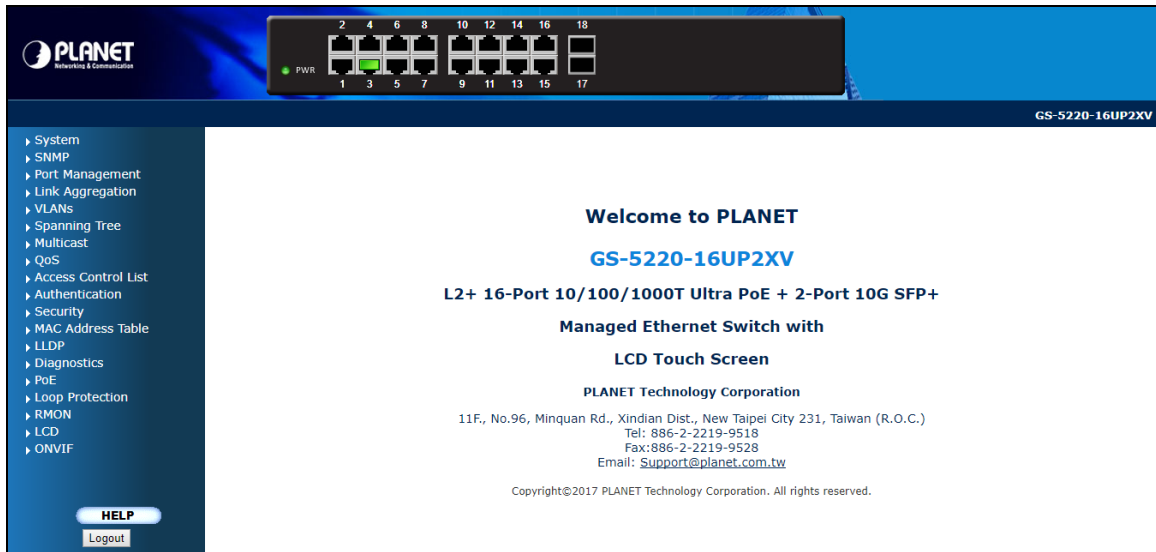 PLANET
Networking & Communication
2 4 6 8 10 12 14 16 18
PWR
1 3 5 7 9 11 13 15 17
GS-5220-16UP2XV
System
SNMP
Port Management
Link Aggregation
VLANs
Spanning Tree
Multicast
QoS
Access Control List
Authentication
Security
MAC Address Table
LLDP
Diagnostics
PoE
Loop Protection
RMON
LCD
ONVIF
HELP
Logout
Welcome to PLANET
GS-5220-16UP2XV
L2+ 16-Port 10/100/1000T Ultra PoE + 2-Port 10G SFP+
Managed Ethernet Switch with
LCD Touch Screen
PLANET Technology Corporation
11F., No.96, Minquan Rd., Xindian Dist., New Taipei City 231, Taiwan (R.O.C.)
Tel: 886-2-2219-9518
Fax:886-2-2219-9528
Email: Support@planet.com.tw
Copyright©2017 PLANET Technology Corporation. All rights reserved.